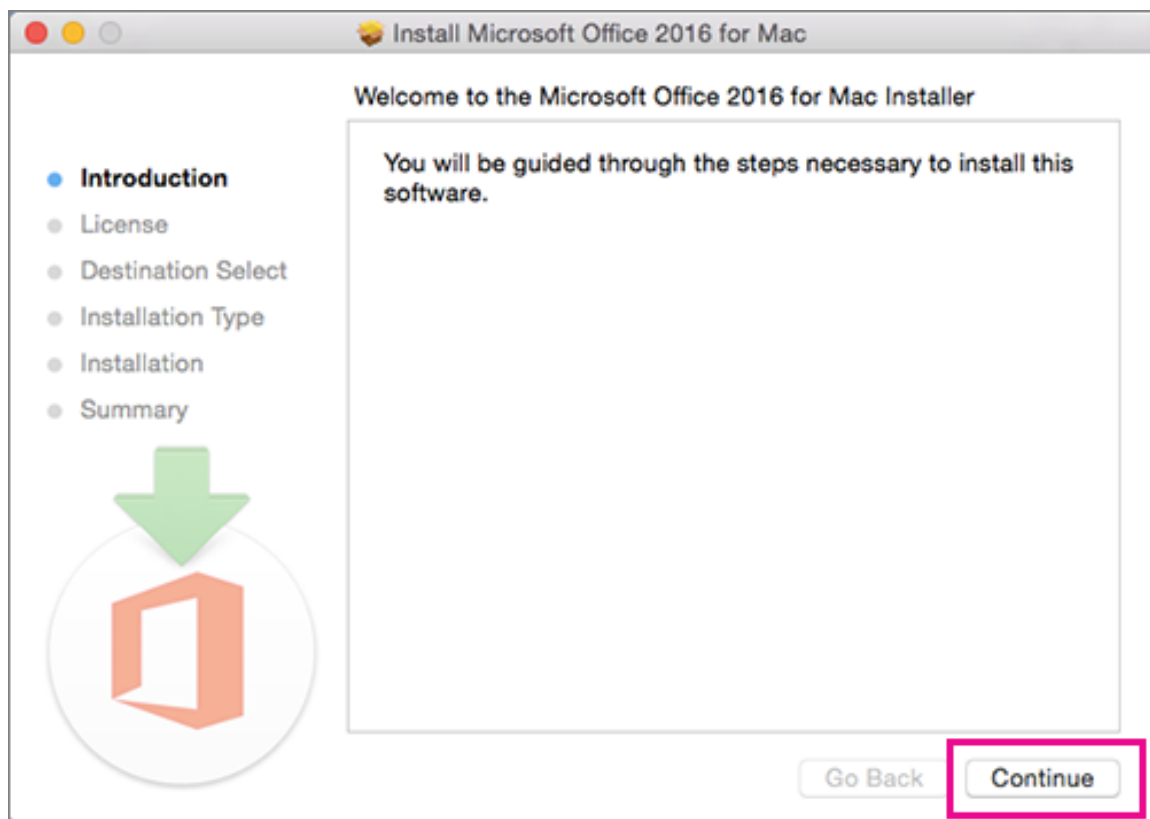 Install Microsoft Office 2016 for Mac
Welcome to the Microsoft Office 2016 for Mac Installer
Introduction
License
Destination Select
Installation Type
Installation
Summary
You will be guided through the steps necessary to install this
software.
Go Back
Continue